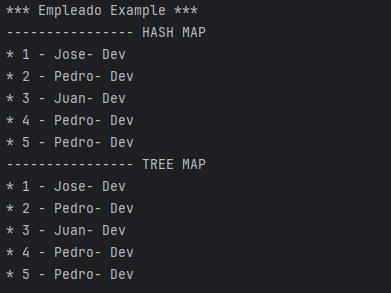 *** Empleado Example ***
---------------- HASH MAP
* 1 - Jose- Dev
* 2 - Pedro- Dev
* 3 - Juan- Dev
* 4 - Pedro- Dev
* 5 - Pedro- Dev
---------------- TREE MAP
* 1 - Jose- Dev
* 2 - Pedro- Dev
* 3 - Juan- Dev
* 4 - Pedro- Dev
* 5 - Pedro- Dev